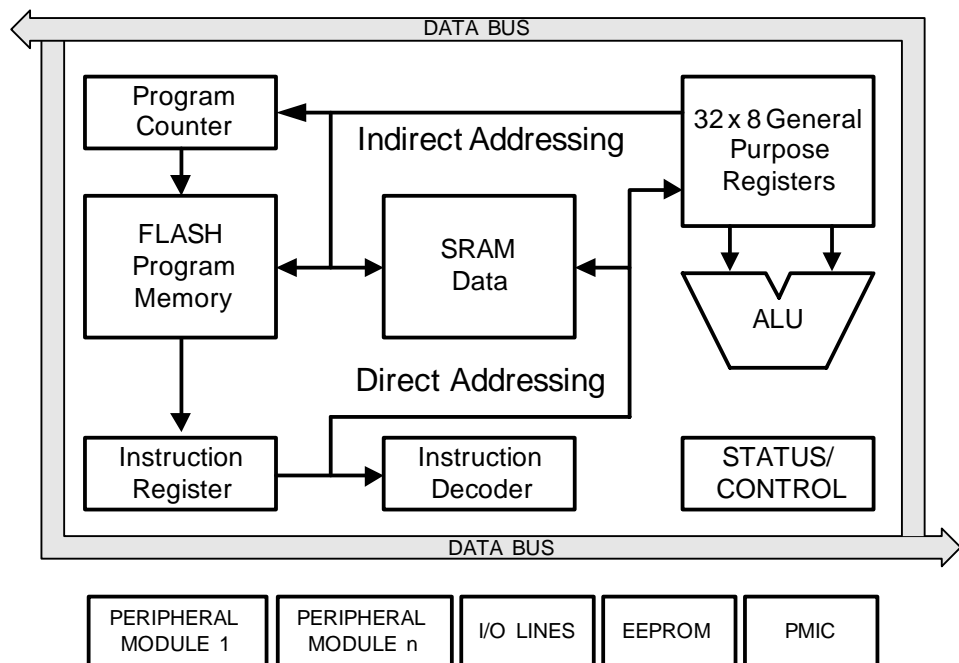 DATA BUS
Program
Counter
32 x 8 General
Purpose
Registers
Indirect Addressing
FLASH
Program
Memory
SRAM
Data
ALU
Direct Addressing
Instruction
Register
Instruction
Decoder
STATUS/
CONTROL
DATA BUS
PERIPHERAL
MODULE 1
PERIPHERAL
MODULE n
I/O LINES
EEPROM
PMIC